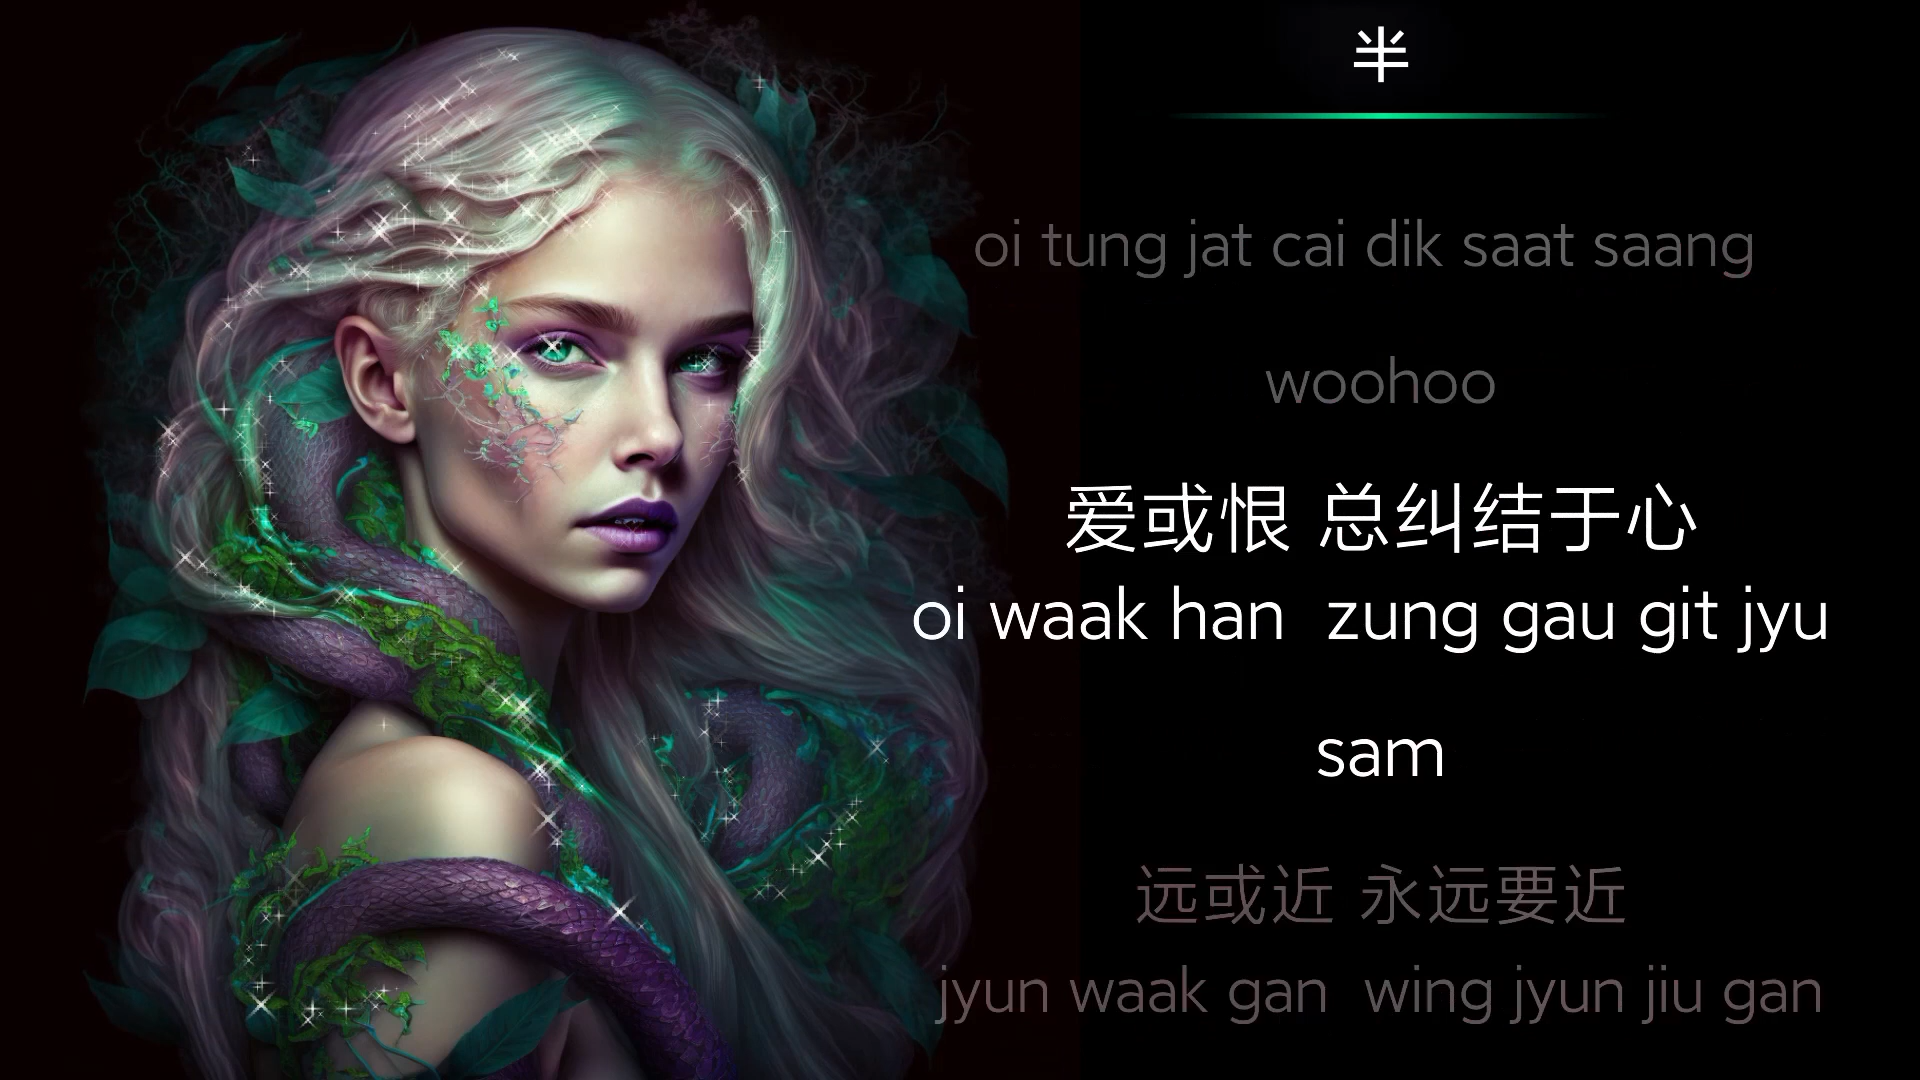 半
oi tung jat cai dik saat saang
woohoo
爱或恨 总纠结于心
oi waak han zung gau git jyu
sam
远或近 永远要近
jyun waak gan wing jyun jiu gan